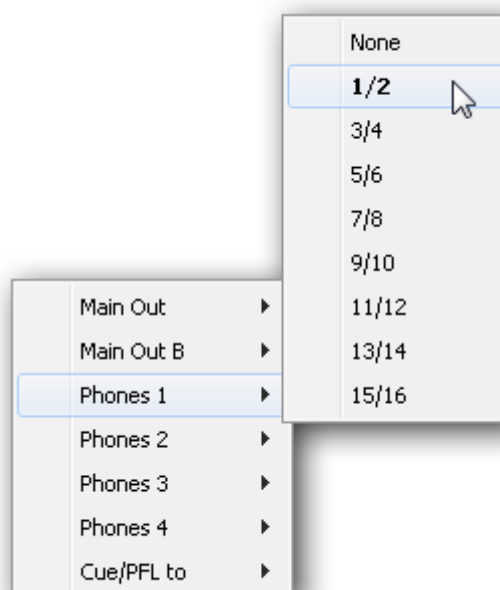 None
1/2
3/4
5/6
7/8
9/10
11/12
13/14
15/16
Main Out
Main Out B
Phones 1
Phones 2
Phones 3
Phones 4
Cue/PFL to